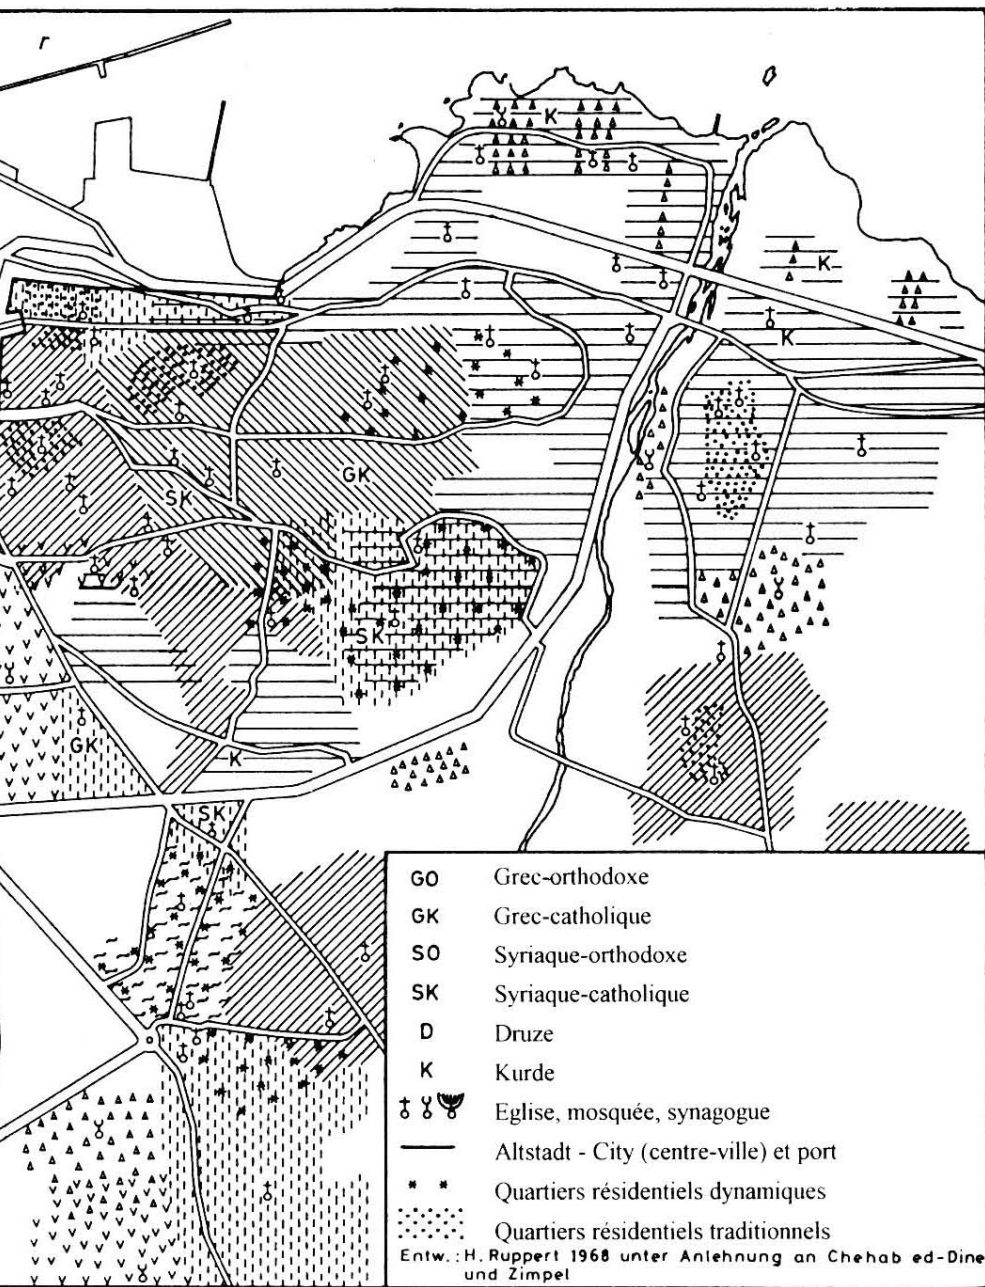 r
K
K
K
GK
SK
SK
GK
K
SK
GO Grec-orthodoxe
GK Grec-catholique
SO Syriaque-orthodoxe
SK Syriaque-catholique
D Druze
K Kurde
Eglise, mosquée, synagogue
Altstadt - City (centre-ville) et port
Quartiers résidentiels dynamiques
Quartiers résidentiels traditionnels
Entw.: H. Ruppert 1968 unter Anlehnung an Chehab ed-Dine
und Zimpel